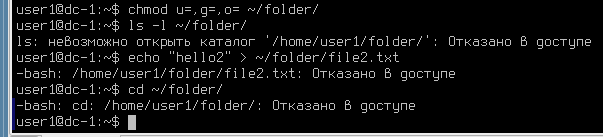 user1@dc-1:~$ chmod u=,g=,o= ~/folder/
user1@dc-1:~$ ls -l ~/folder/
ls: невозможно открыть каталог '/home/user1/folder/': Отказано в доступе
user1@dc-1:~$ echo "hello2" > ~/folder/file2.txt
-bash: /home/user1/folder/file2.txt: Отказано в доступе
user1@dc-1:~$ cd ~/folder/
-bash: cd: /home/user1/folder/: Отказано в доступе
user1@dc-1:~$